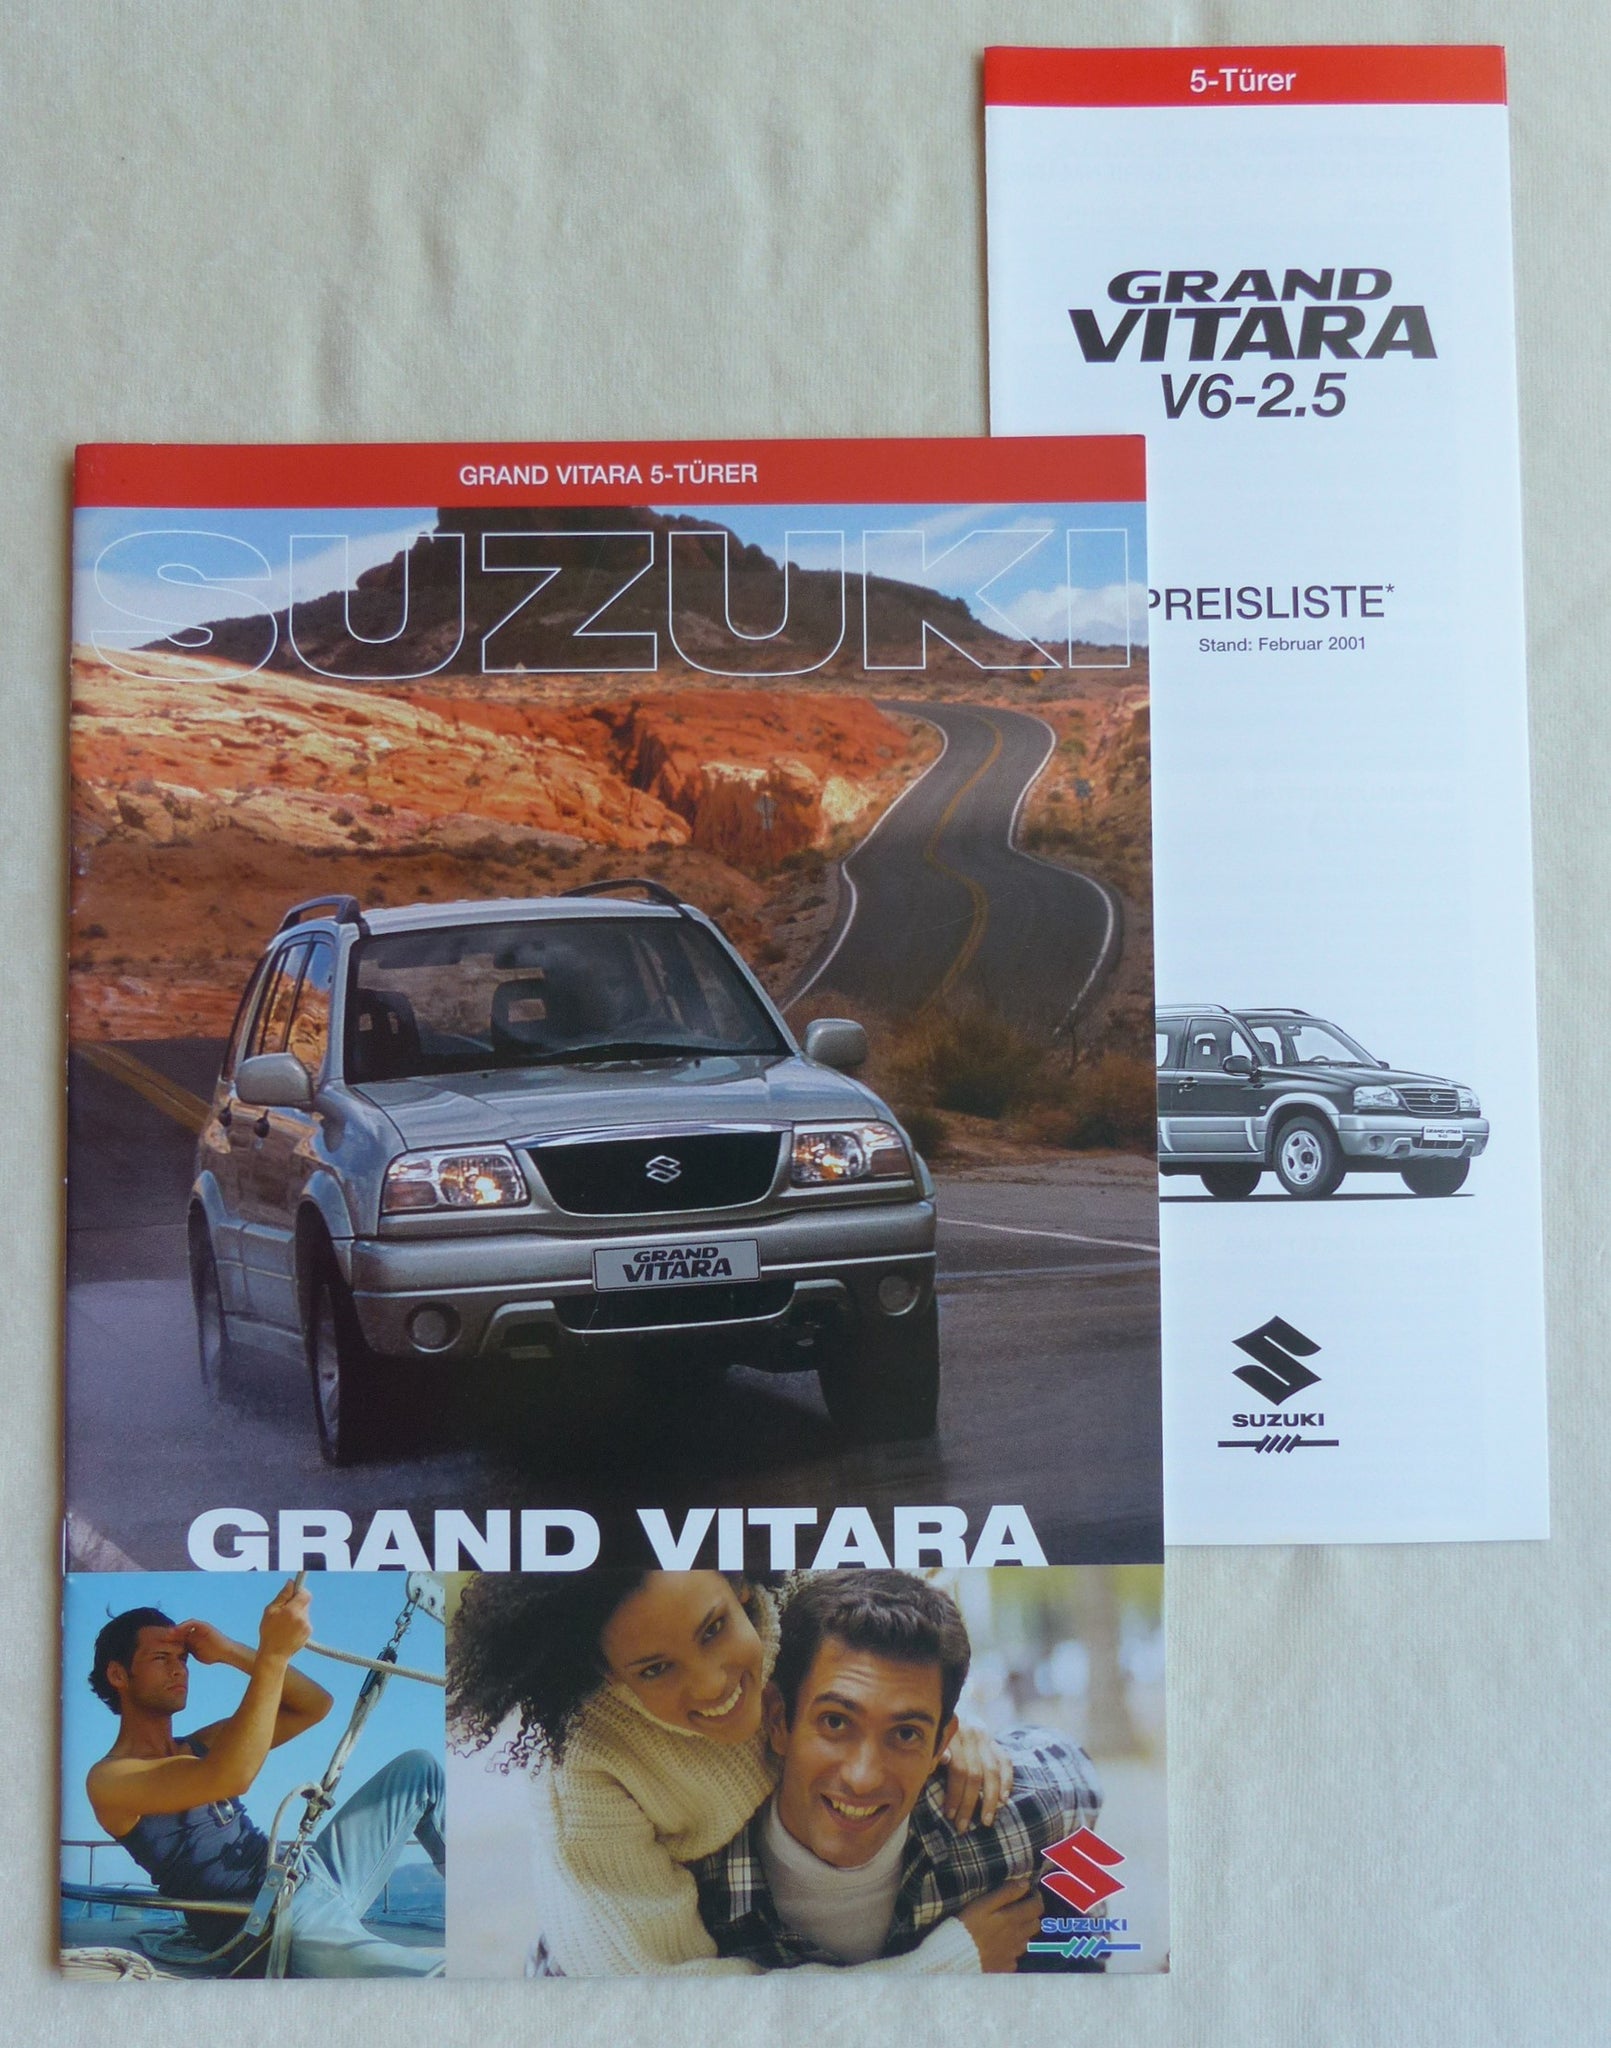 5-Türer
GRAND
VITARA
V6-2.5
PREISLISTE*
Stand: Februar 2001
SUZUKI
GRAND VITARA 5-TÜRER
SUZUKI
GRAND
VITARA
GRAND VITARA
SUZUKI